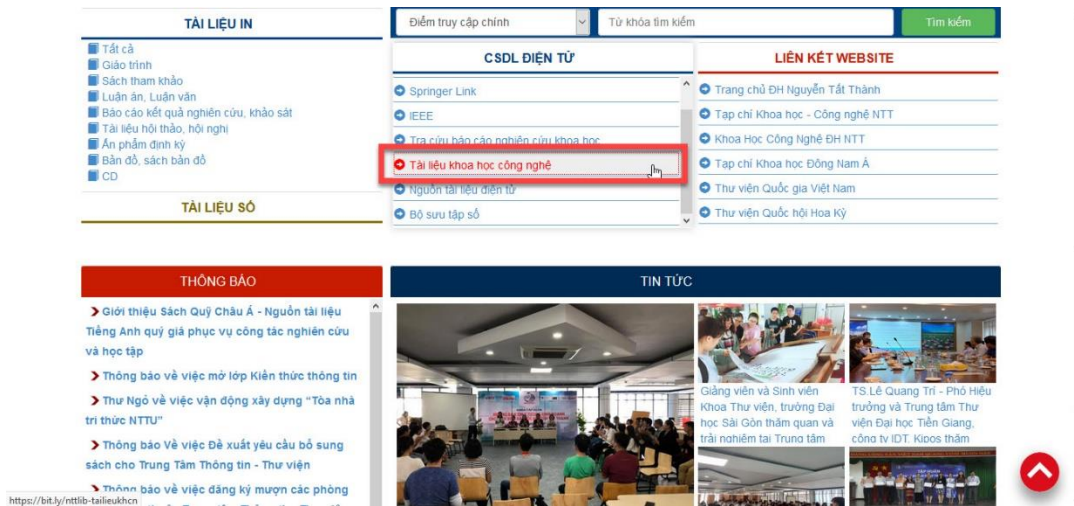 TÀI LIỆU IN
Tất cả
Giáo trình
Sách tham khảo
Luận án, Luận văn
Báo cáo kết quả nghiên cứu, khảo sát
Tài liệu hội thảo, hội nghị
Ấn phẩm định kỳ
Bản đồ, sách bản đồ
CD
TÀI LIỆU SỐ
Điểm truy cập chính
Từ khóa tìm kiếm
Tìm kiếm
CSDL ĐIỆN TỬ
Springer Link
IEEE
Tra cứu báo cáo nghiên cứu khoa học
Tài liệu khoa học công nghệ
Nguồn tài liệu điện tử
Bộ sưu tập số
LIÊN KẾT WEBSITE
Trang chủ ĐH Nguyễn Tất Thành
Tạp chí Khoa học - Công nghệ NTT
Khoa Học Công Nghệ ĐH NTT
Tạp chí Khoa học Đông Nam Á
Thư viện Quốc gia Việt Nam
Thư viện Quốc hội Hoa Kỳ
THÔNG BÁO
Giới thiệu Sách Quỹ Châu Á - Nguồn tài liệu
Tiếng Anh quý giá phục vụ công tác nghiên cứu
và học tập
Thông báo về việc mở lớp Kiến thức thông tin
Thư Ngỏ về việc vận động xây dựng "Tòa nhà
tri thức NTTU"
Thông báo Về việc Đề xuất yêu cầu bổ sung
sách cho Trung Tâm Thông tin - Thư viện
Thông báo về việc đăng ký mượn các phòng
https://bit.ly/nttlib-tailieukhcn
TIN TỨC
Giảng viên và Sinh viên
Khoa Thư viện, trường Đại
học Sài Gòn thăm quan và
trải nghiệm tại Trung tâm
TS.Lê Quang Trí - Phó Hiệu
trưởng và Trung tâm Thư
viện Đại học Tiền Giang,
công ty IDT, Kipos thăm